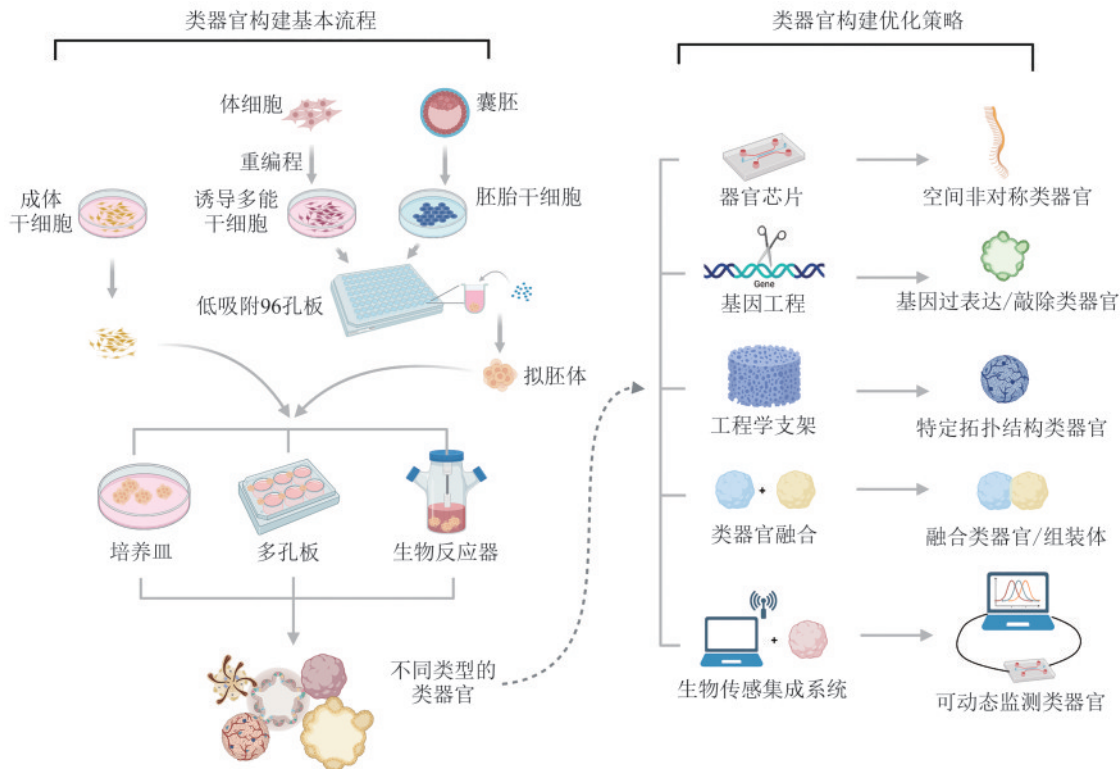 类器官构建基本流程
体细胞
囊胚
重编程
成体
干细胞
诱导多能
干细胞
胚胎干细胞
低吸附96孔板
拟胚体
培养皿
多孔板
生物反应器
不同类型的
类器官
类器官构建优化策略
器官芯片
空间非对称类器官
Gene
基因工程
基因过表达/敲除类器官
工程学支架
特定拓扑结构类器官
+
类器官融合
融合类器官/组装体
+
生物传感集成系统
可动态监测类器官